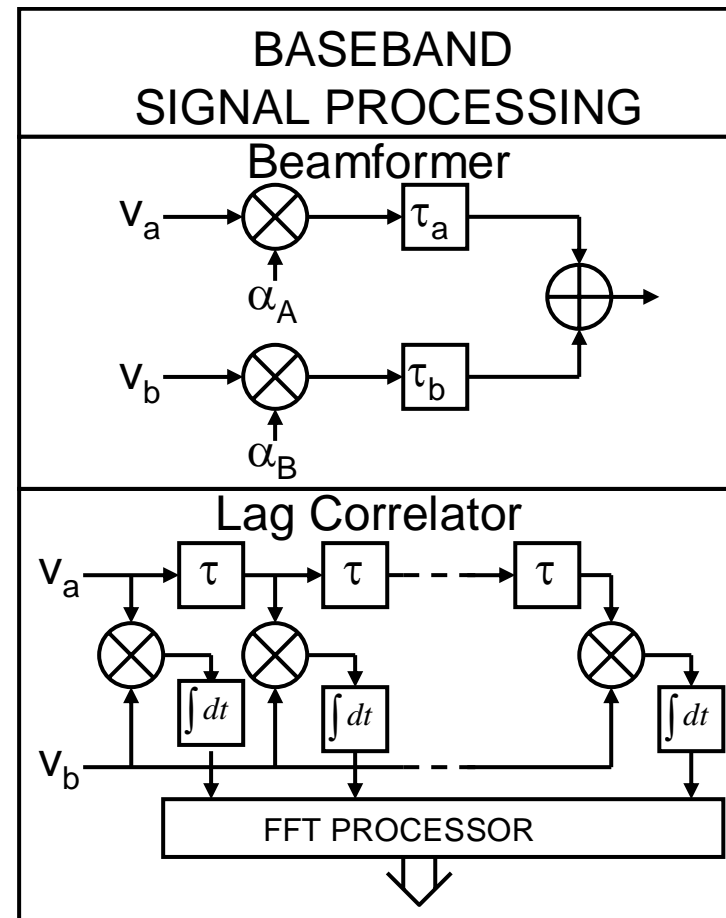 BASEBAND
SIGNAL PROCESSING
Beamformer
v_a
τ_a
α_A
v_b
τ_b
α_B
Lag Correlator
v_a τ τ τ
∫dt ∫dt ∫dt
v_b
FFT PROCESSOR